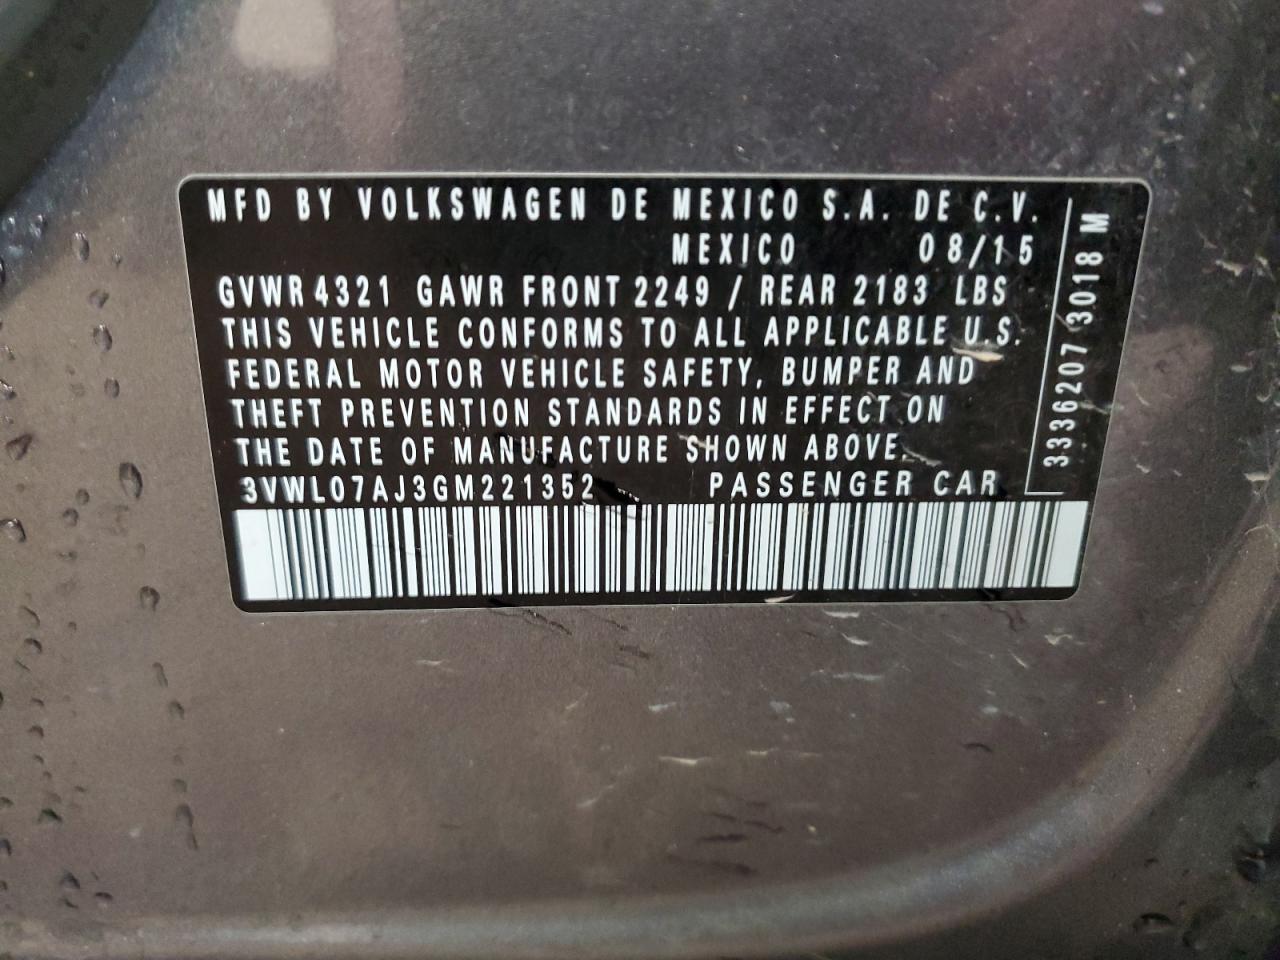 MFD BY VOLKSWAGEN DE MEXICO S.A. DE C.V.
MEXICO 08/15
GVWR 4321 GAWR FRONT 2249 / REAR 2183 LBS
THIS VEHICLE CONFORMS TO ALL APPLICABLE U.S.
FEDERAL MOTOR VEHICLE SAFETY, BUMPER AND
THEFT PREVENTION STANDARDS IN EFFECT ON
THE DATE OF MANUFACTURE SHOWN ABOVE.
3VWL07AJ3GM221352 PASSENGER CAR
3336207 3018 M